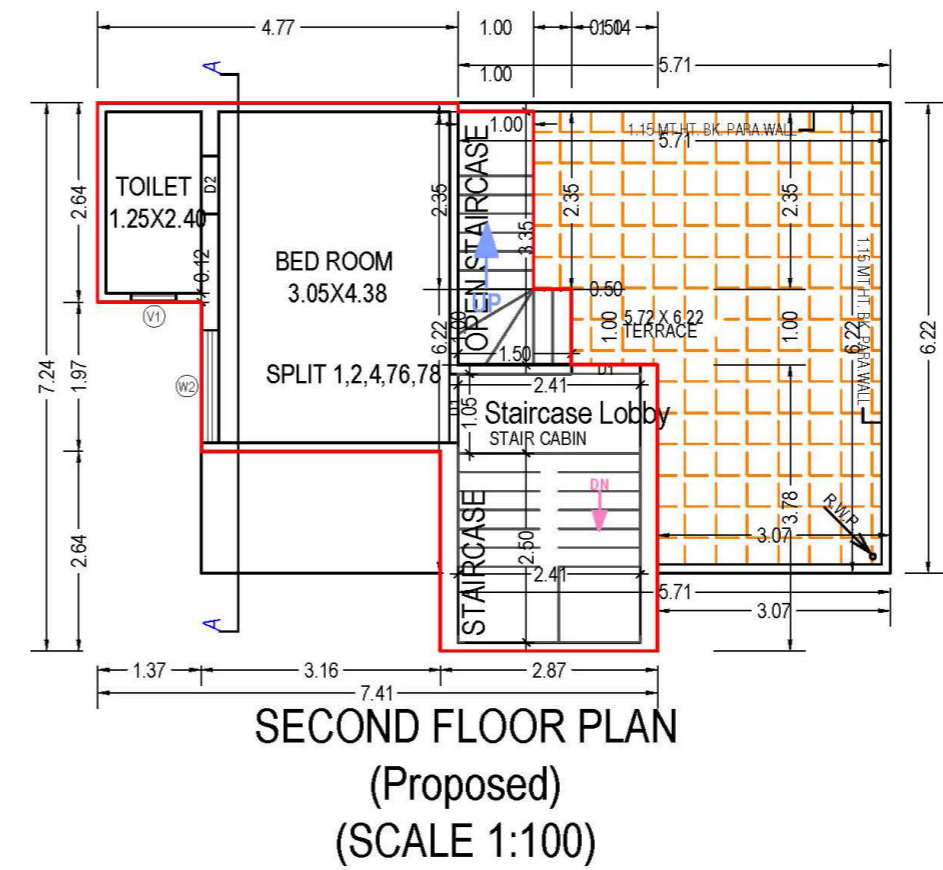 4.77
1.00
0.50
1.04
5.71
1.00
A
1.00
1.15 MT.HT. BK. PARA.WALL
5.71
TOILET
1.25X2.40
D2
2.64
2.35
OPEN STAIRCASE
3.35
2.35
2.35
1.15 MT.HT. BK. PARA.WALL
0.12
BED ROOM
3.05X4.38
UP
0.50
V1
5.72 X 6.22
TERRACE
1.00
1.00
1.00
7.24
1.97
6.22
6.22
6.22
1.50
W2
SPLIT 1,2,4,76,78
D1
2.41
D1
1.05
Staircase Lobby
STAIR CABIN
DN
STAIRCASE
2.50
3.78
R.W.P.
3.07
2.64
2.41
5.71
3.07
A
1.37
3.16
2.87
7.41
SECOND FLOOR PLAN
(Proposed)
(SCALE 1:100)